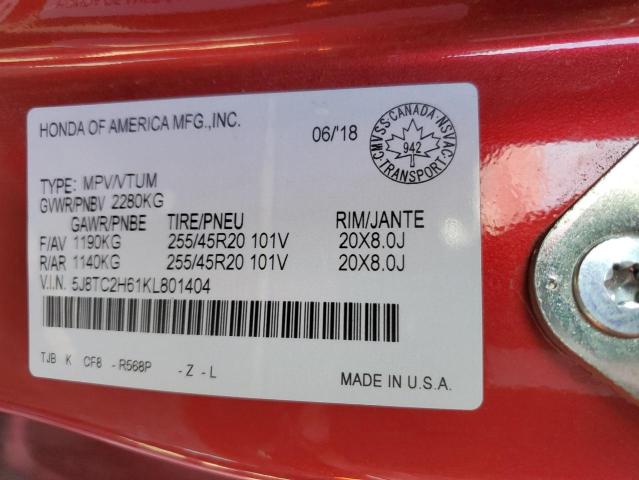 HONDA OF AMERICA MFG.,INC.
06/'18
CMVSS·CANADA·NSVAC
942
TRANSPORT
TYPE: MPV/VTUM
GVWR/PNBV 2280KG
GAWR/PNBE TIRE/PNEU RIM/JANTE
F/AV 1190KG 255/45R20 101V 20X8.0J
R/AR 1140KG 255/45R20 101V 20X8.0J
V.I.N. 5J8TC2H61KL801404
TJB K CF8 - R568P - Z - L
MADE IN U.S.A.